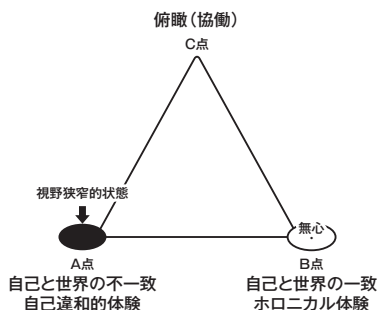 俯瞰（協働）
C点
視野狭窄的状態
無心
A点
自己と世界の不一致
自己違和的体験
B点
自己と世界の一致
ホロニカル体験